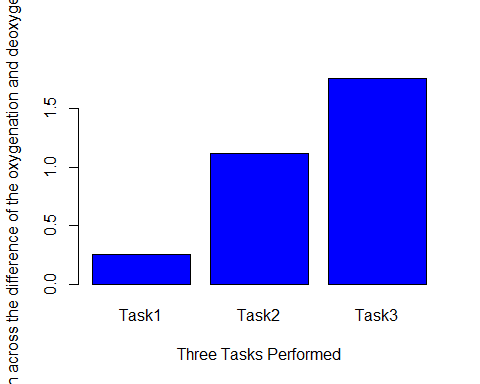 across the difference of the oxygenation and
1.5
1.0
0.5
0.0
Task1 Task2 Task3
Three Tasks Performed